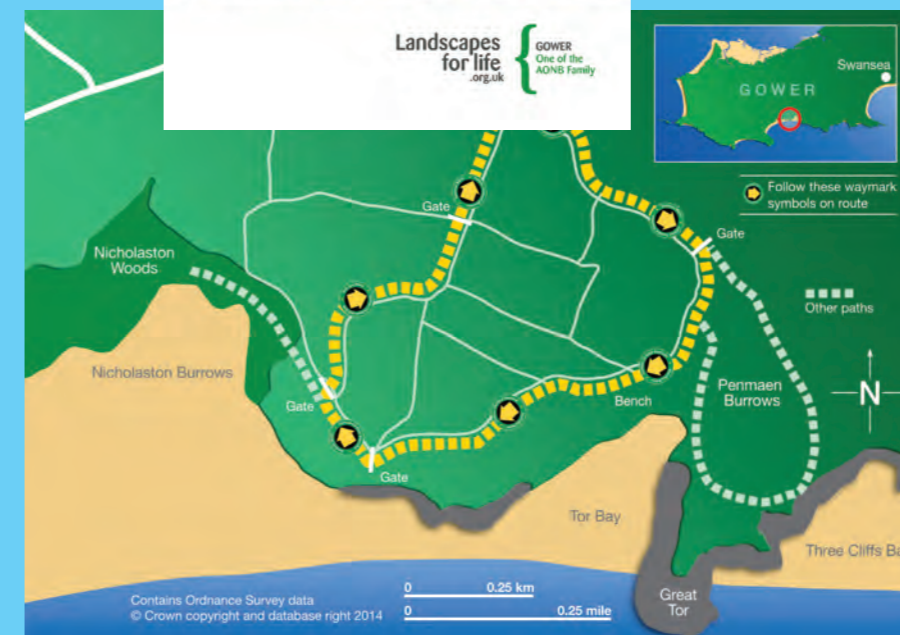 Landscapes
for life
.org.uk
GOWER
One of the
AONB Family
Swansea
GOWER
Follow these waymark
symbols on route
Gate
Gate
Nicholaston
Woods
Other paths
Nicholaston Burrows
Penmaen
Burrows
N
Bench
Gate
Gate
Tor Bay
Three Cliffs
Great
Tor
0
0.25 km
0
0.25 mile
Contains Ordnance Survey data
© Crown copyright and database right 2014